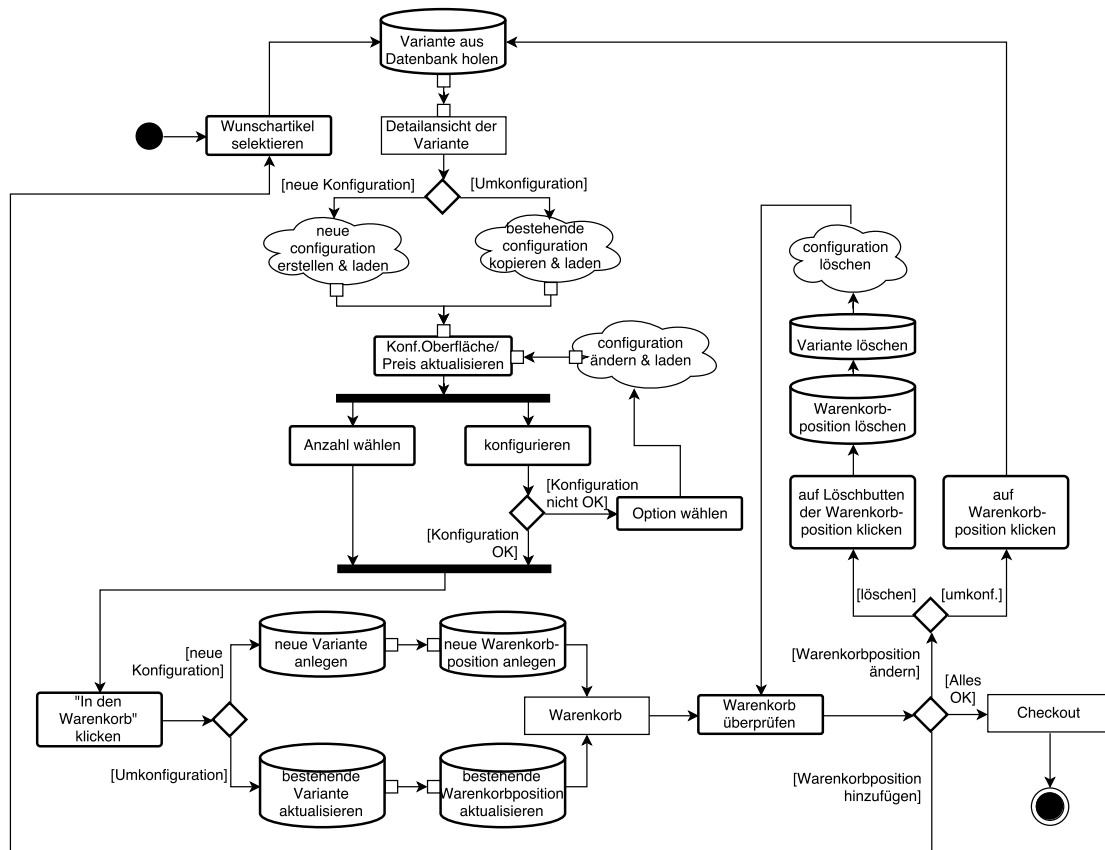 Variante aus
Datenbank holen
Wunschartikel
selektieren
Detailansicht der
Variante
[neue Konfiguration]
[Umkonfiguration]
neue
configuration
erstellen & laden
bestehende
configuration
kopieren & laden
configuration
löschen
Konf.Oberfläche/
Preis aktualisieren
configuration
ändern & laden
Variante löschen
Warenkorb-
position löschen
Anzahl wählen
konfigurieren
[Konfiguration
nicht OK]
Option wählen
[Konfiguration
OK]
auf Löschbutten
der Warenkorb-
position klicken
auf
Warenkorb-
position klicken
[löschen]
[umkonf.]
[neue
Konfiguration]
neue Variante
anlegen
neue Warenkorb-
position anlegen
[Warenkorbposition
ändern]
[Alles
OK]
"In den
Warenkorb"
klicken
Warenkorb
Warenkorb
überprüfen
Checkout
[Umkonfiguration]
bestehende
Variante
aktualisieren
bestehende
Warenkorbposition
aktualisieren
[Warenkorbposition
hinzufügen]